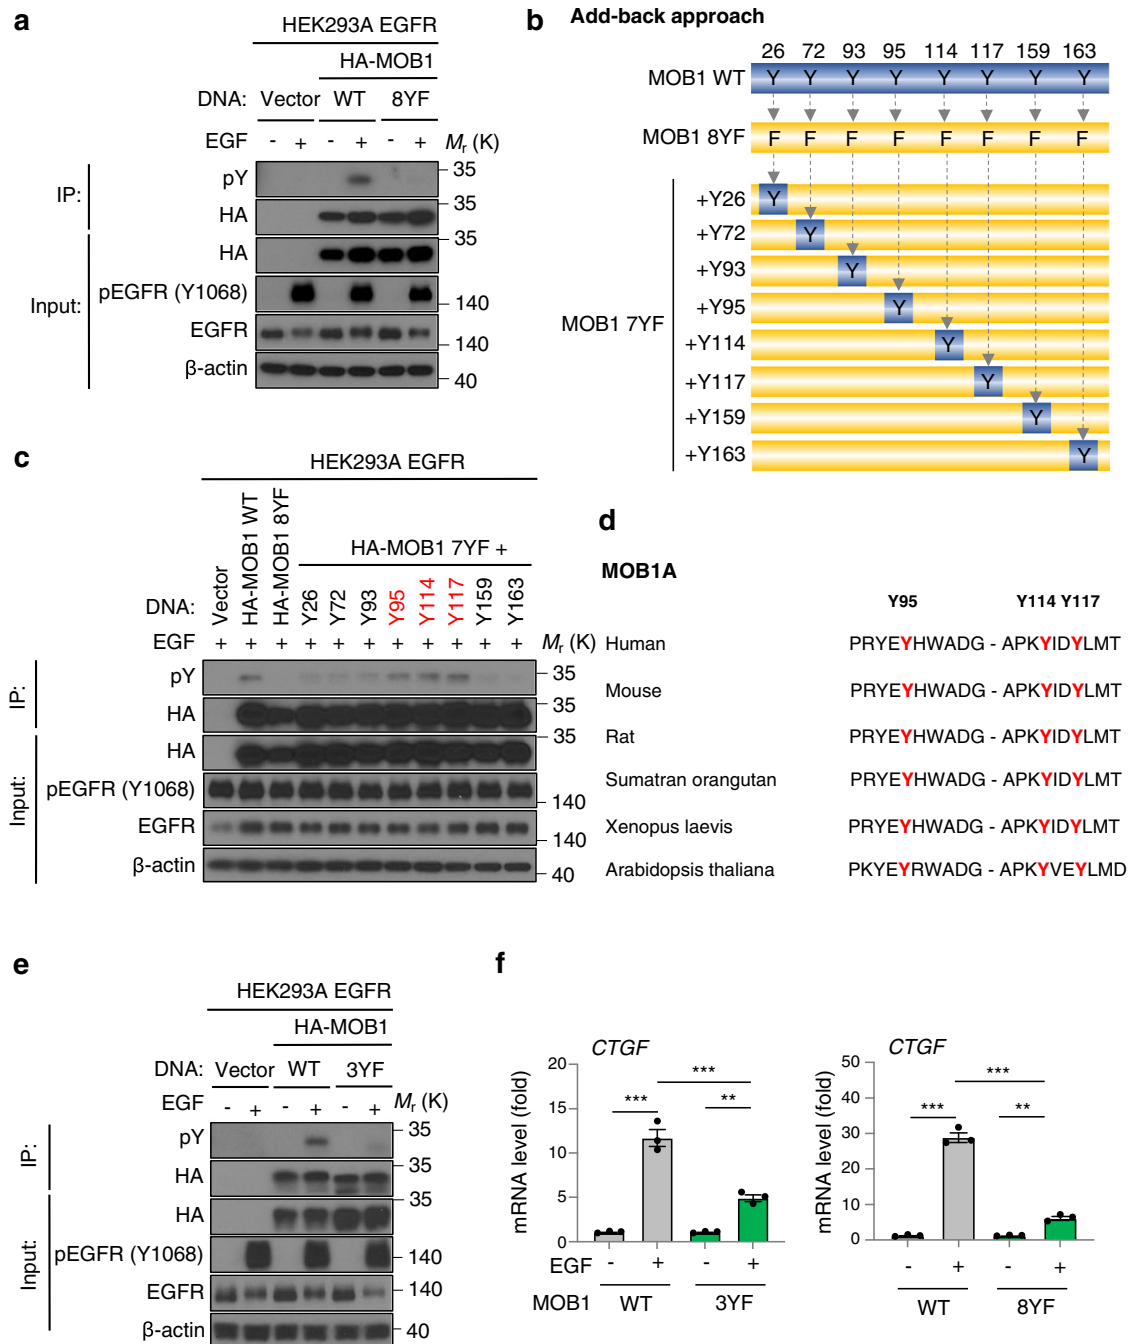 a
HEK293A EGFR
HA-MOB1
DNA: Vector WT 8YF
EGF - + - + - + Mr (K)
IP:
pY 35
HA 35
Input:
HA 35
pEGFR (Y1068) 140
EGFR 140
β-actin 40
b Add-back approach
26 72 93 95 114 117 159 163
MOB1 WT Y Y Y Y Y Y Y Y
MOB1 8YF F F F F F F F F
MOB1 7YF
+Y26 Y
+Y72 Y
+Y93 Y
+Y95 Y
+Y114 Y
+Y117 Y
+Y159 Y
+Y163 Y
c
HEK293A EGFR
HA-MOB1 7YF +
DNA: Vector HA-MOB1 WT HA-MOB1 8YF Y26 Y72 Y93 Y95 Y114 Y117 Y159 Y163
EGF + + + + + + + + + + + Mr (K)
IP:
pY 35
HA 35
Input:
HA 35
pEGFR (Y1068) 140
EGFR 140
β-actin 40
d
MOB1A
Y95 Y114 Y117
Human PRYEYHWADG - APKYIDYLMT
Mouse PRYEYHWADG - APKYIDYLMT
Rat PRYEYHWADG - APKYIDYLMT
Sumatran orangutan PRYEYHWADG - APKYIDYLMT
Xenopus laevis PRYEYHWADG - APKYIDYLMT
Arabidopsis thaliana PKYEYRWADG - APKYVEYLMD
e
HEK293A EGFR
HA-MOB1
DNA: Vector WT 3YF
EGF - + - + - + Mr (K)
IP:
pY 35
HA 35
Input:
HA 35
pEGFR (Y1068) 140
EGFR 140
β-actin 40
f
CTGF
mRNA level (fold)
20
15
10
5
0
*** *** **
EGF - + - +
MOB1 WT 3YF
CTGF
mRNA level (fold)
50
40
30
20
10
0
*** *** **
- + - +
WT 8YF